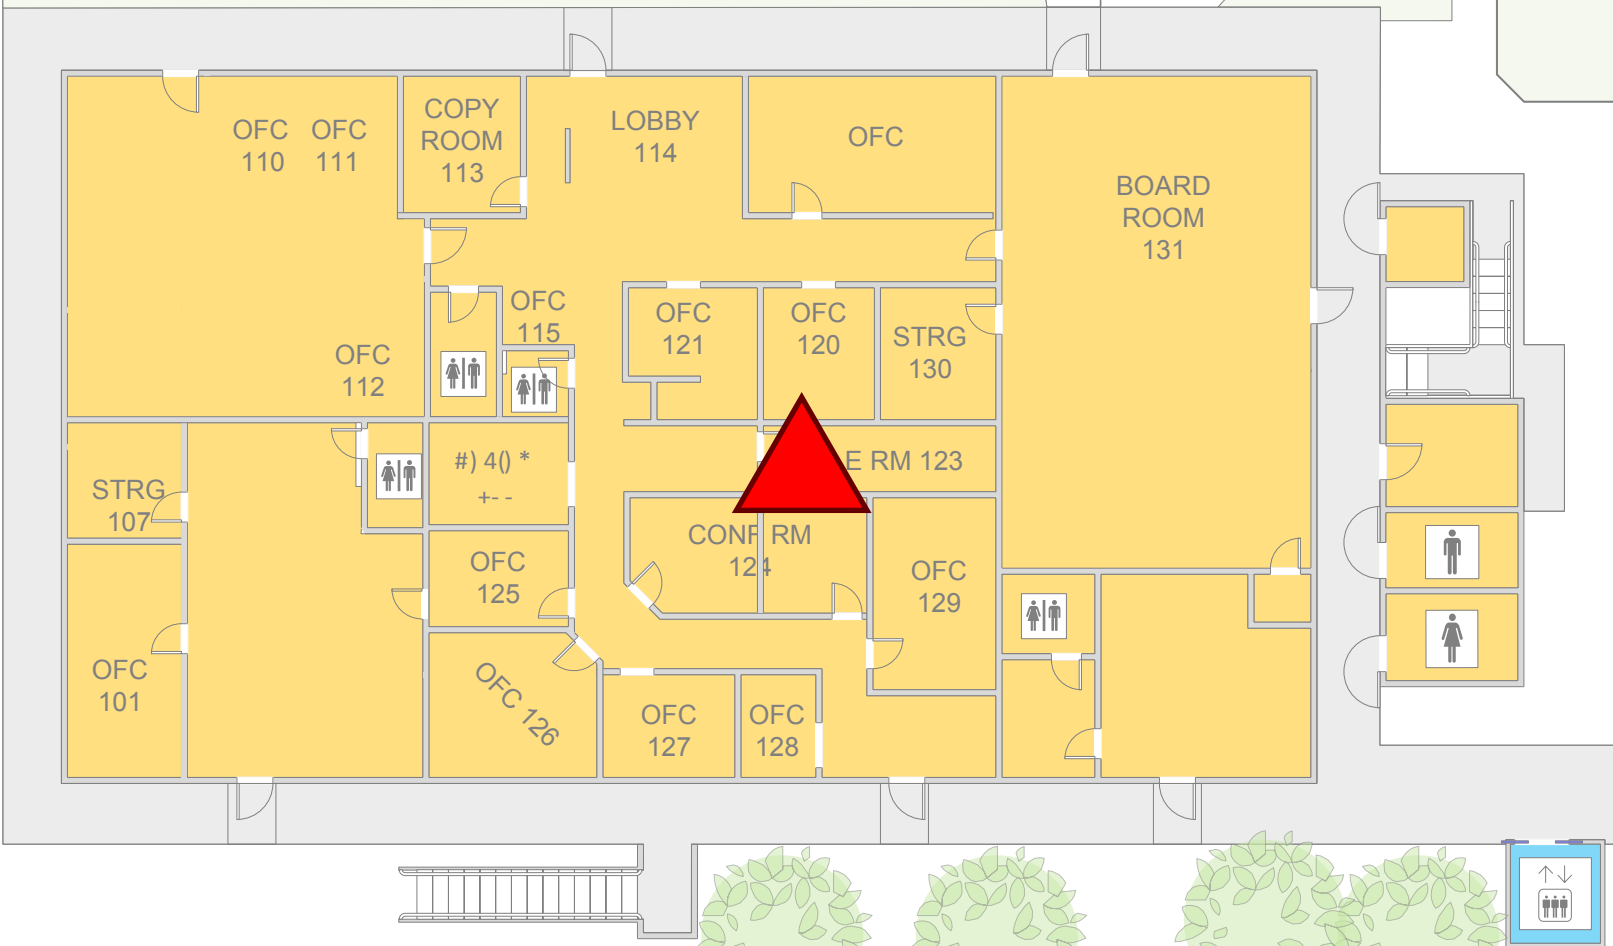 OFC
110
OFC
111
COPY
ROOM
113
LOBBY
114
OFC
BOARD
ROOM
131
OFC
115
OFC
121
OFC
120
STRG
130
OFC
112
#) 4() *
+- -
E RM 123
STRG
107
CONF RM
124
OFC
125
OFC
129
OFC
101
OFC 126
OFC
127
OFC
128